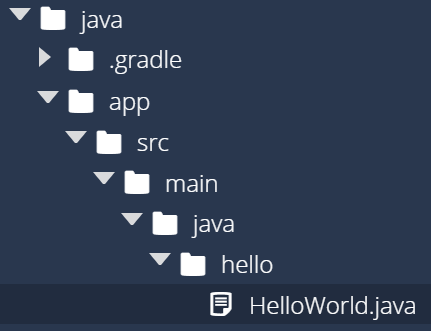 java
.gradle
app
src
main
java
hello
HelloWorld.java